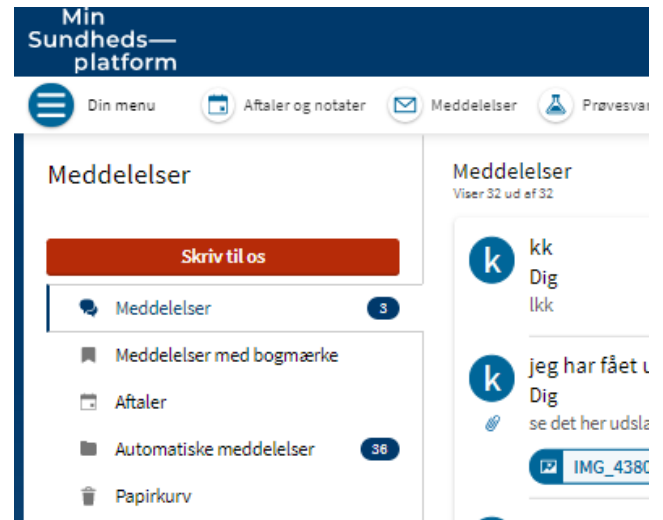 Min
Sundheds—
platform
Din menu
Aftaler og notater
Meddelelser
Prøvesvar
Meddelelser
Skriv til os
Meddelelser 3
Meddelelser med bogmærke
Aftaler
Automatiske meddelelser 36
Papirkurv
Meddelelser
Viser 32 ud af 32
k
kk
Dig
lkk
k
jeg har fået
Dig
se det her
IMG_4380